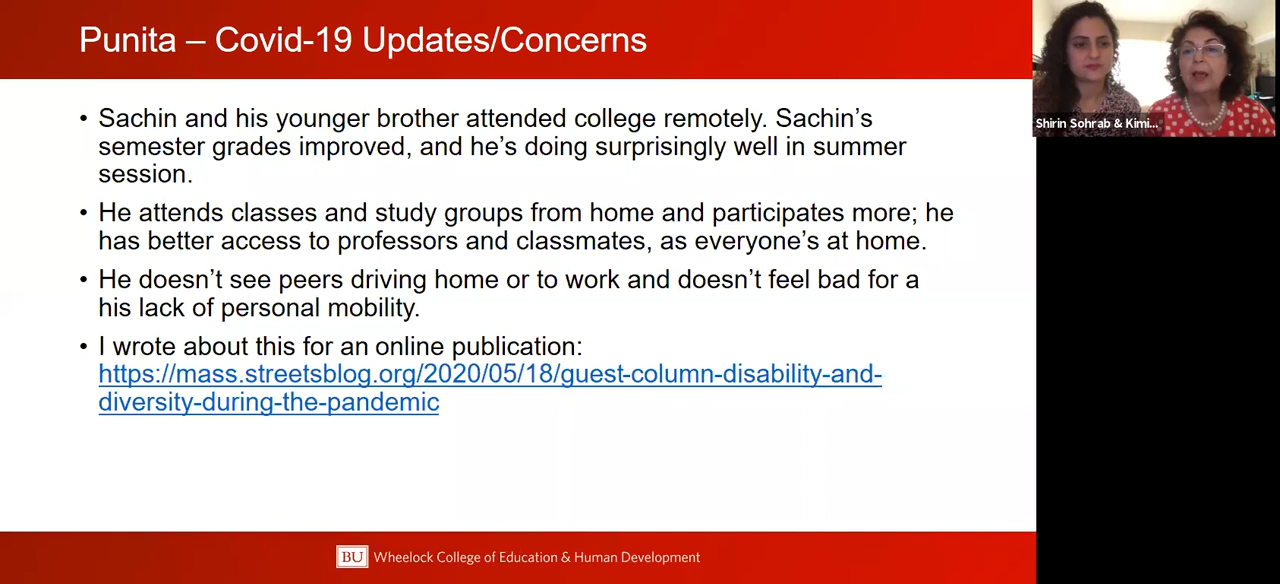 Punita – Covid-19 Updates/Concerns
• Sachin and his younger brother attended college remotely. Sachin’s
semester grades improved, and he’s doing surprisingly well in summer
session.
• He attends classes and study groups from home and participates more; he
has better access to professors and classmates, as everyone’s at home.
• He doesn’t see peers driving home or to work and doesn’t feel bad for a
his lack of personal mobility.
• I wrote about this for an online publication:
https://mass.streetsblog.org/2020/05/18/guest-column-disability-and-
diversity-during-the-pandemic
BU Wheelock College of Education & Human Development
Shirin Sohrab & Kimi...